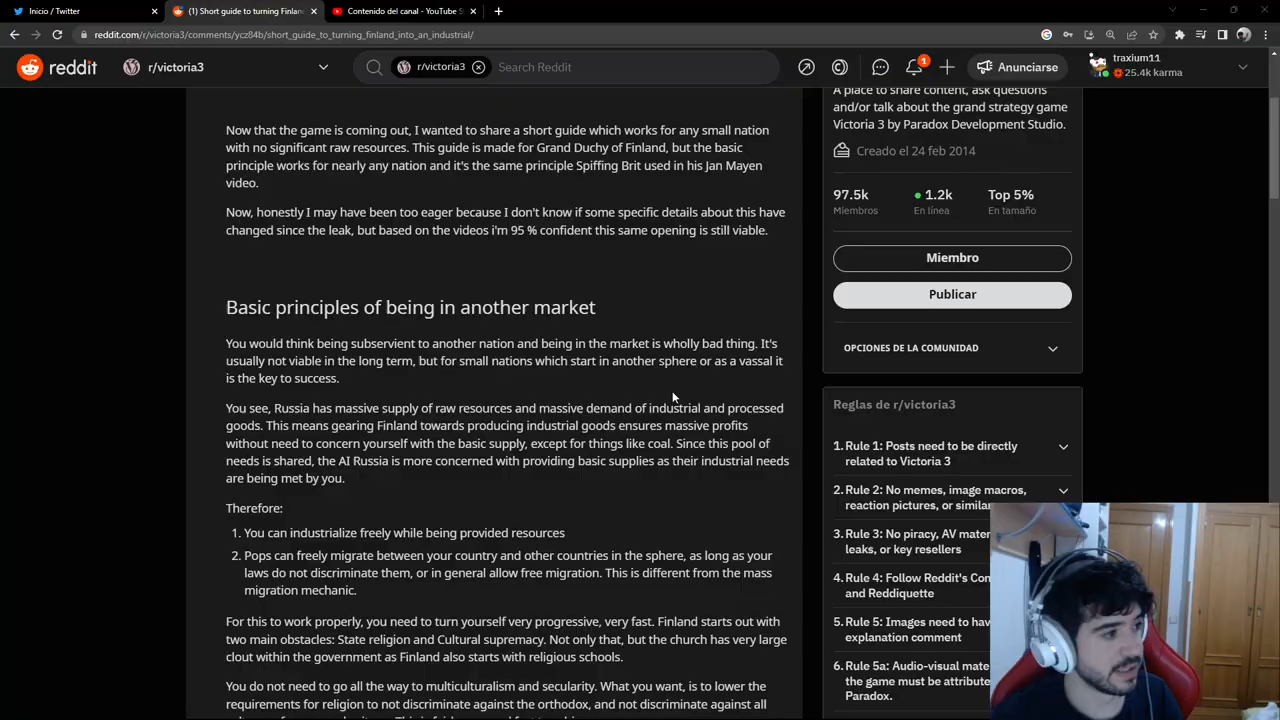 Inicio / Twitter
(1) Short guide to turning Finlan
Contenido del canal - YouTube S
reddit.com/r/victoria3/comments/ycz84b/short_guide_to_turning_finland_into_an_industrial/
reddit
r/victoria3
r/victoria3
Search Reddit
1
Anunciarse
traxium11
25.4k karma
Now that the game is coming out, I wanted to share a short guide which works for any small nation
with no significant raw resources. This guide is made for Grand Duchy of Finland, but the basic
principle works for nearly any nation and it's the same principle Spiffing Brit used in his Jan Mayen
video.
Now, honestly I may have been too eager because I don't know if some specific details about this have
changed since the leak, but based on the videos i'm 95 % confident this same opening is still viable.
Basic principles of being in another market
You would think being subservient to another nation and being in the market is wholly bad thing. It's
usually not viable in the long term, but for small nations which start in another sphere or as a vassal it
is the key to success.
You see, Russia has massive supply of raw resources and massive demand of industrial and processed
goods. This means gearing Finland towards producing industrial goods ensures massive profits
without need to concern yourself with the basic supply, except for things like coal. Since this pool of
needs is shared, the AI Russia is more concerned with providing basic supplies as their industrial needs
are being met by you.
Therefore:
1. You can industrialize freely while being provided resources
2. Pops can freely migrate between your country and other countries in the sphere, as long as your
laws do not discriminate them, or in general allow free migration. This is different from the mass
migration mechanic.
For this to work properly, you need to turn yourself very progressive, very fast. Finland starts out with
two main obstacles: State religion and Cultural supremacy. Not only that, but the church has very large
clout within the government as Finland also starts with religious schools.
You do not need to go all the way to multiculturalism and secularity. What you want, is to lower the
requirements for religion to not discriminate against the orthodox, and not discriminate against all
A place to share content, ask questions
and/or talk about the grand strategy game
Victoria 3 by Paradox Development Studio.
Creado el 24 feb 2014
97.5k
1.2k
Top 5%
Miembros
En línea
En tamaño
Miembro
Publicar
OPCIONES DE LA COMUNIDAD
Reglas de r/victoria3
1. Rule 1: Posts need to be directly
related to Victoria 3
2. Rule 2: No memes, image macros,
reaction pictures, or similar
3. Rule 3: No piracy, AV mater
leaks, or key resellers
4. Rule 4: Follow Reddit's Con
and Rediquette
5. Rule 5: Images need to hav
explanation comment
6. Rule 5a: Audio-visual mate
the game must be attribute
Paradox.